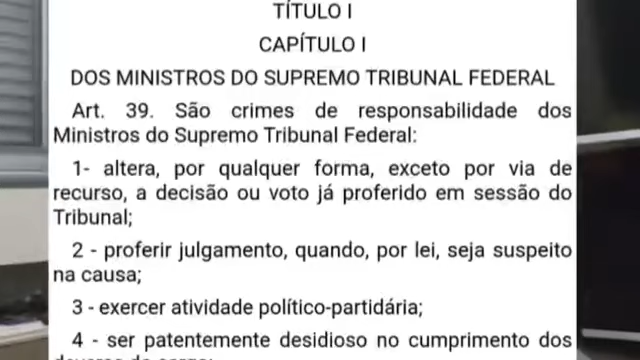 TÍTULO I
CAPÍTULO I
DOS MINISTROS DO SUPREMO TRIBUNAL FEDERAL
Art. 39. São crimes de responsabilidade dos
Ministros do Supremo Tribunal Federal:
1- altera, por qualquer forma, exceto por via de
recurso, a decisão ou voto já proferido em sessão do
Tribunal;
2 - proferir julgamento, quando, por lei, seja suspeito
na causa;
3 - exercer atividade político-partidária;
4 - ser patentemente desidioso no cumprimento dos